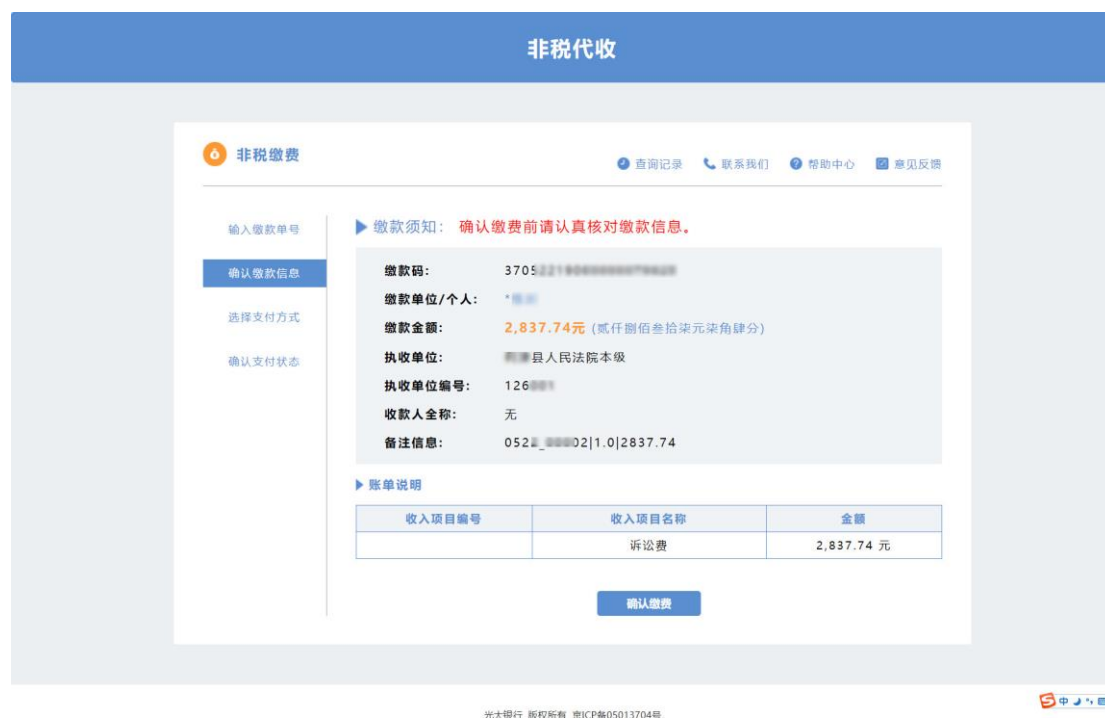 非税代收
非税缴费
查询记录 联系我们 帮助中心 意见反馈
输入缴款单号
确认缴款信息
选择支付方式
确认支付状态
缴款须知： 确认缴费前请认真核对缴款信息。
缴款码： 3705
缴款单位/个人： *
缴款金额： 2,837.74元 (贰仟捌佰叁拾柒元柒角肆分)
执收单位： 县人民法院本级
执收单位编号： 126
收款人全称： 无
备注信息： 052 02|1.0|2837.74
账单说明
收入项目编号 收入项目名称 金额
诉讼费 2,837.74 元
确认缴费
光大银行 版权所有 京ICP备05013704号
中